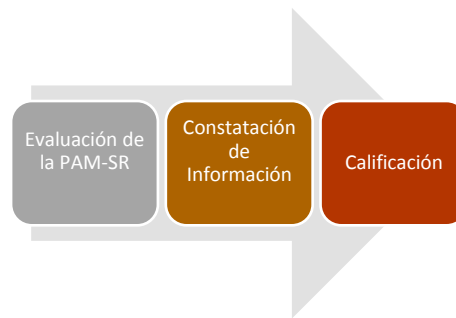 Evaluación de
la PAM-SR
Constatación
de
Información
Calificación